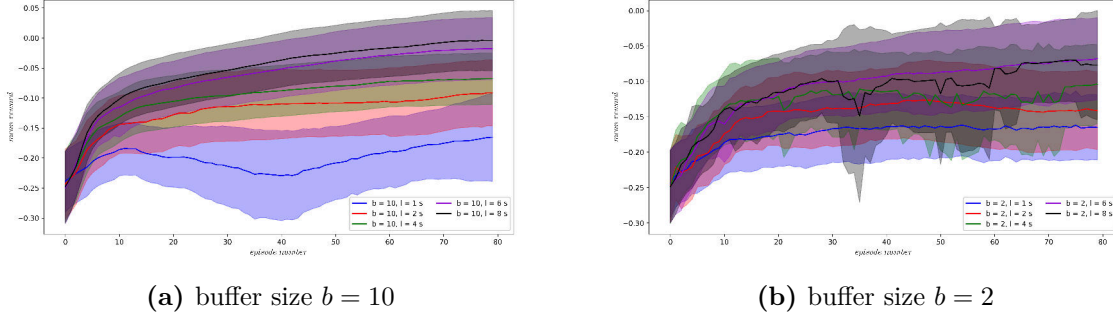 0.05
0.00
−0.05
−0.10
−0.15
−0.20
−0.25
−0.30
0 10 20 30 40 50 60 70 80
episode number
b = 10, l = 1 s
b = 10, l = 2 s
b = 10, l = 4 s
b = 10, l = 6 s
b = 10, l = 8 s
(a) buffer size b = 10
0.00
−0.05
−0.10
−0.15
−0.20
−0.25
−0.30
0 10 20 30 40 50 60 70 80
episode number
b = 2, l = 1 s
b = 2, l = 2 s
b = 2, l = 4 s
b = 2, l = 6 s
b = 2, l = 8 s
(b) buffer size b = 2